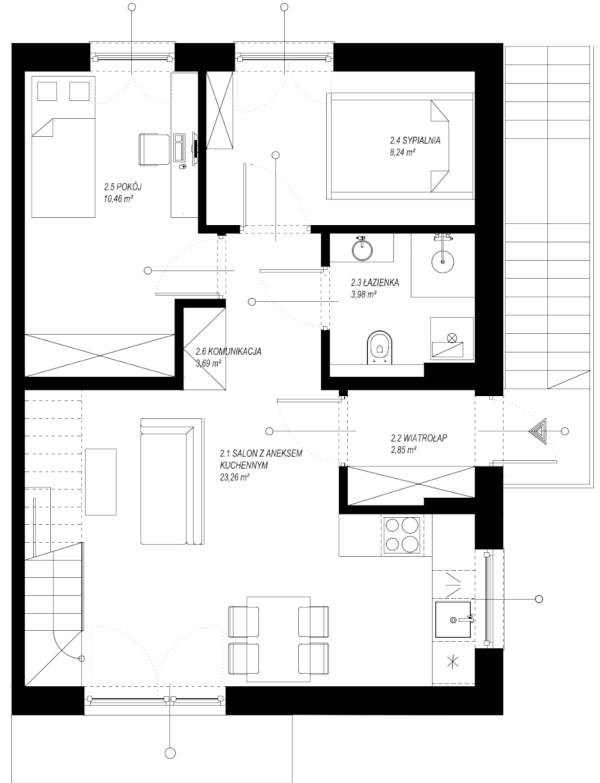 2.4 SYPIALNIA
8,24 m²
2.5 POKÓJ
10,46 m²
2.3 ŁAZIENKA
3,98 m²
2.6 KOMUNIKACJA
3,69 m²
2.2 WIATROŁAP
2,85 m²
2.1 SALON Z ANEKSEM
KUCHENNYM
23,26 m²